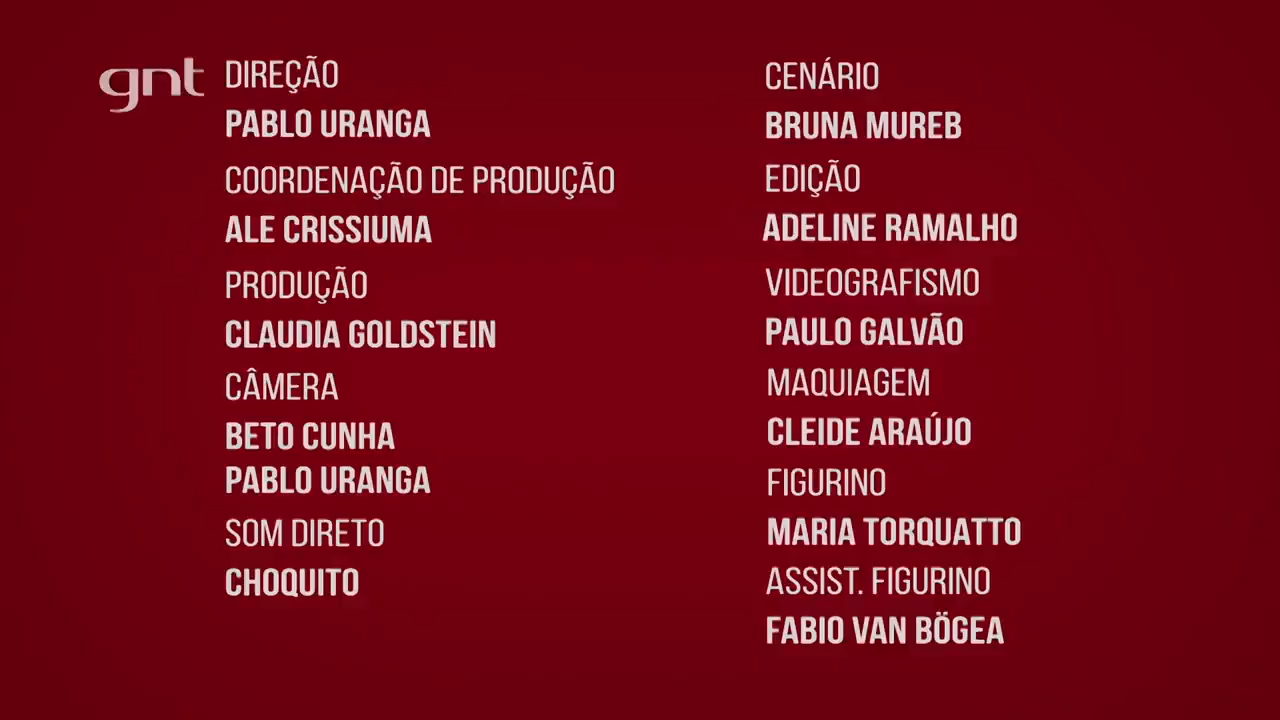 gnt
DIREÇÃO
PABLO URANGA
COORDENAÇÃO DE PRODUÇÃO
ALE CRISSIUMA
PRODUÇÃO
CLAUDIA GOLDSTEIN
CÂMERA
BETO CUNHA
PABLO URANGA
SOM DIRETO
CHOQUITO
CENÁRIO
BRUNA MUREB
EDIÇÃO
ADELINE RAMALHO
VIDEOGRAFISMO
PAULO GALVÃO
MAQUIAGEM
CLEIDE ARAÚJO
FIGURINO
MARIA TORQUATTO
ASSIST. FIGURINO
FABIO VAN BÖGEA